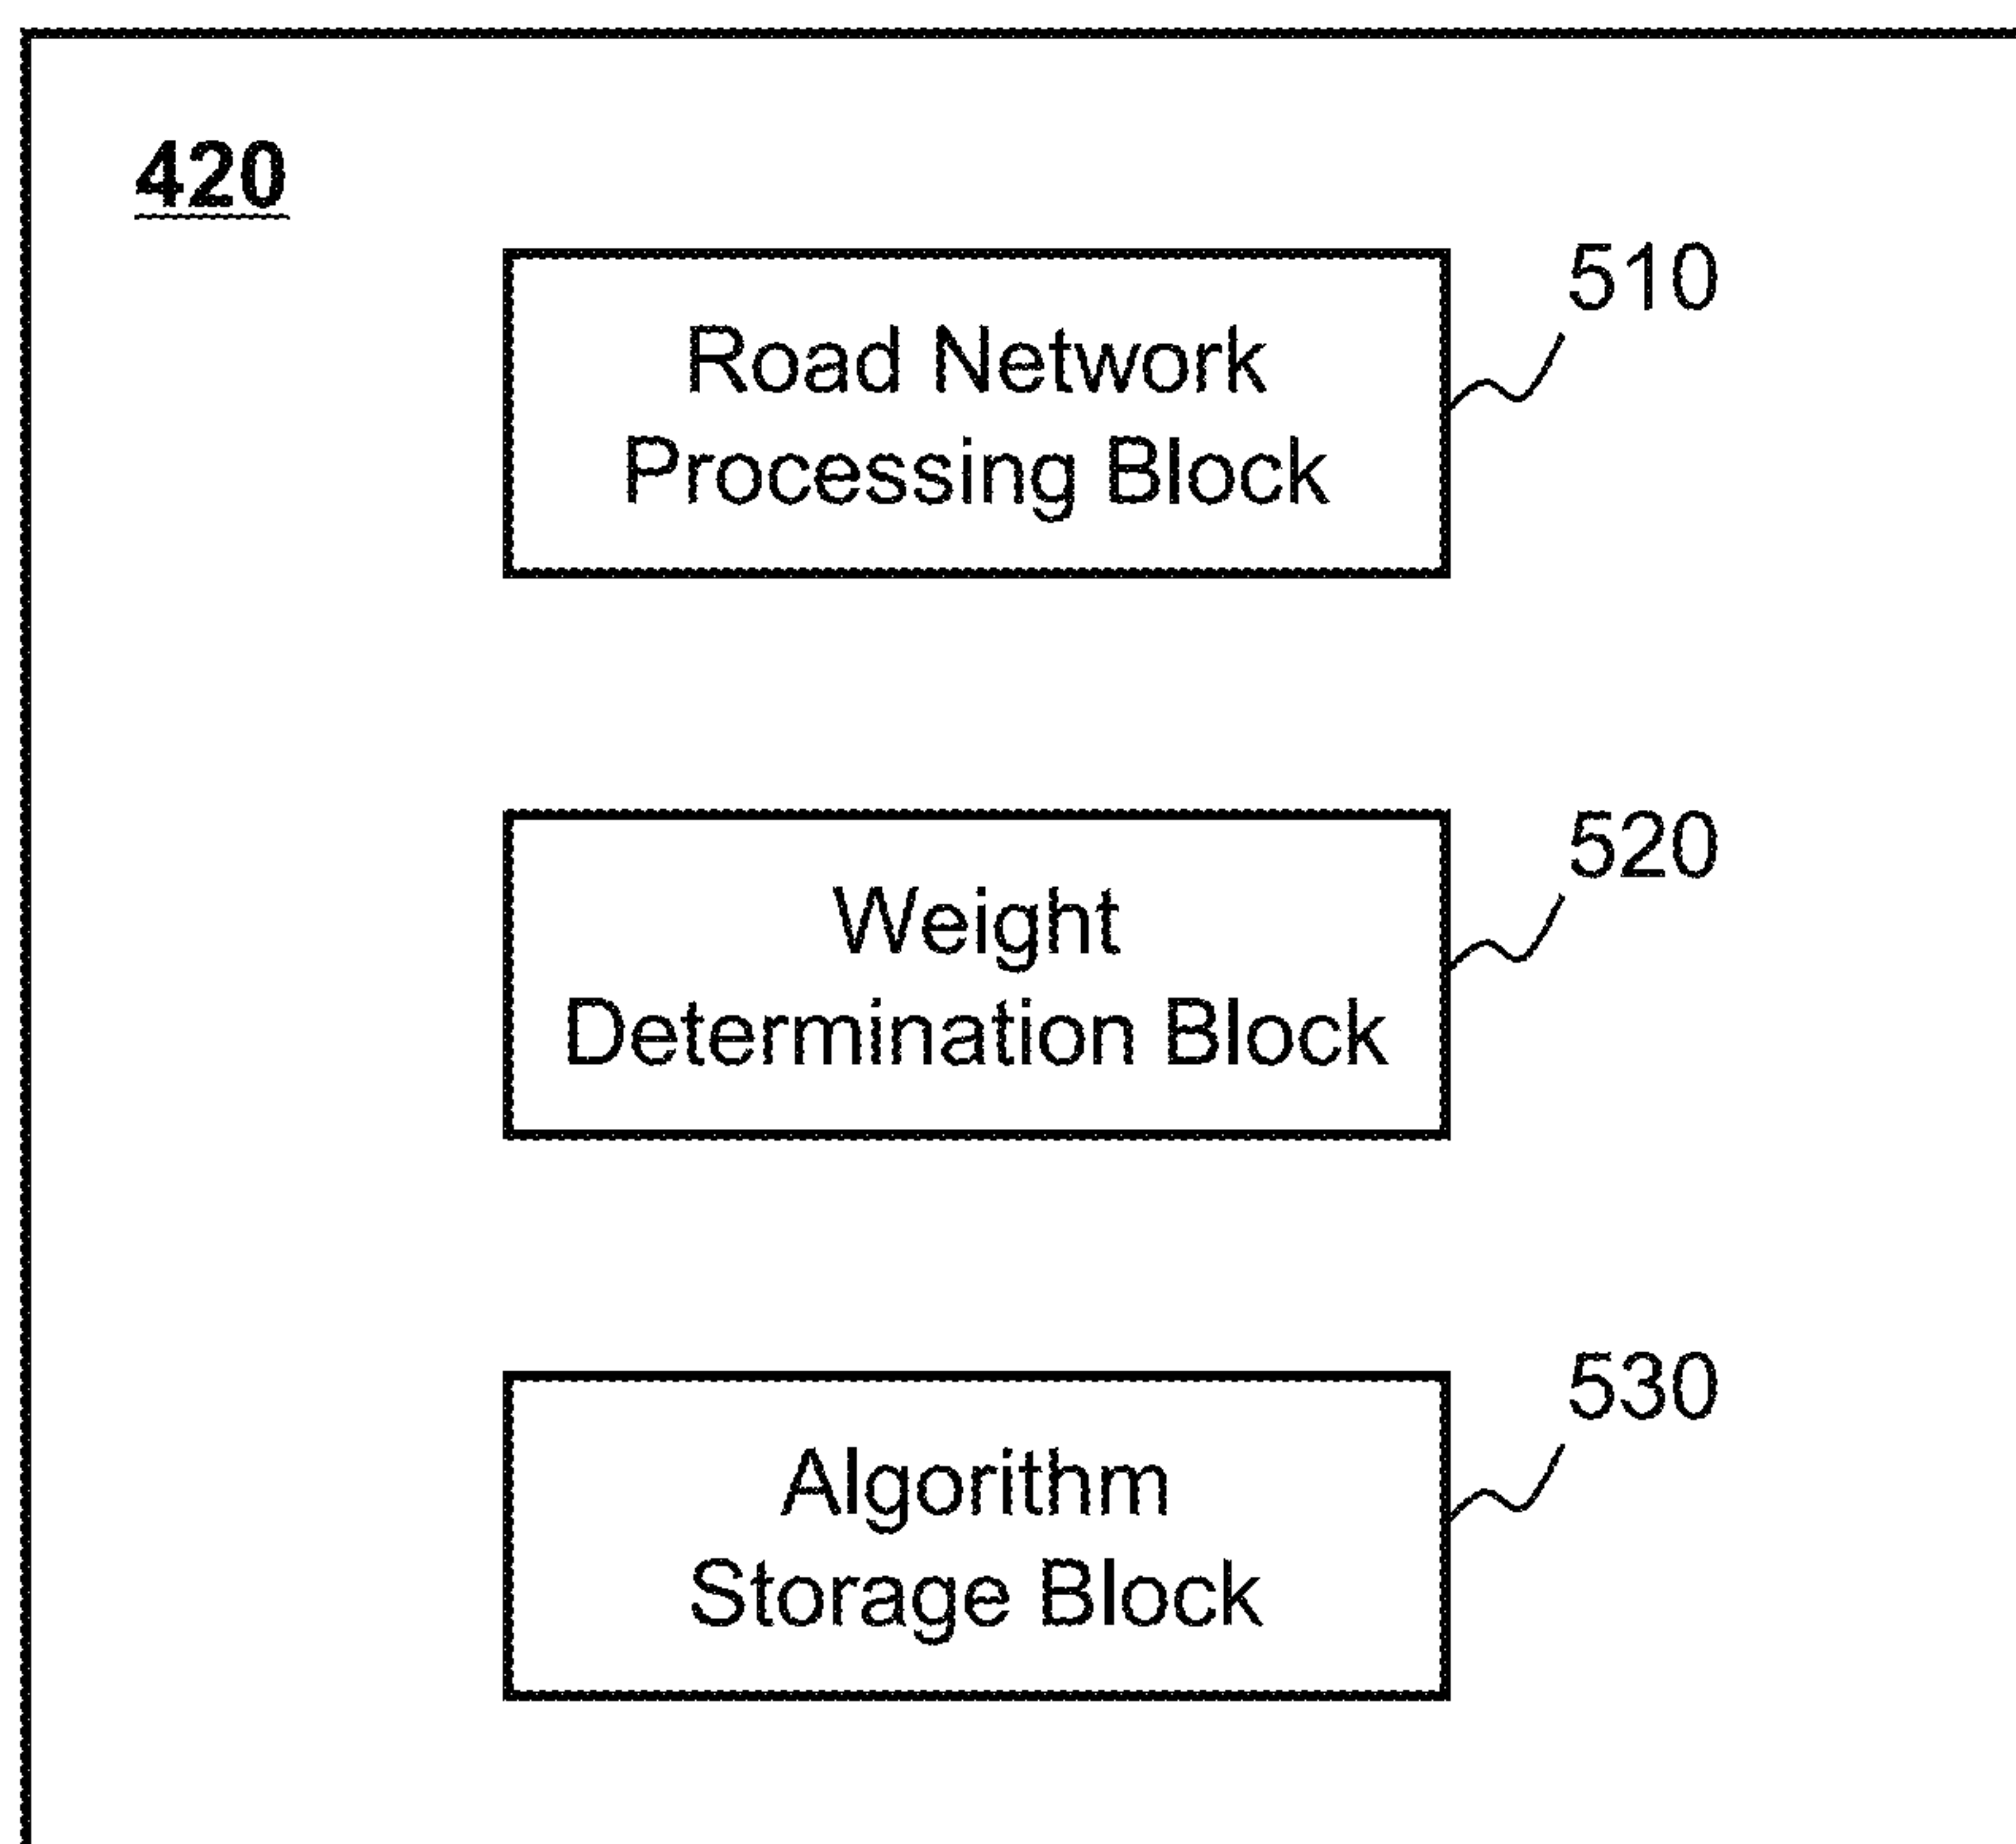 420
510
Road Network
Processing Block
520
Weight
Determination Block
530
Algorithm
Storage Block